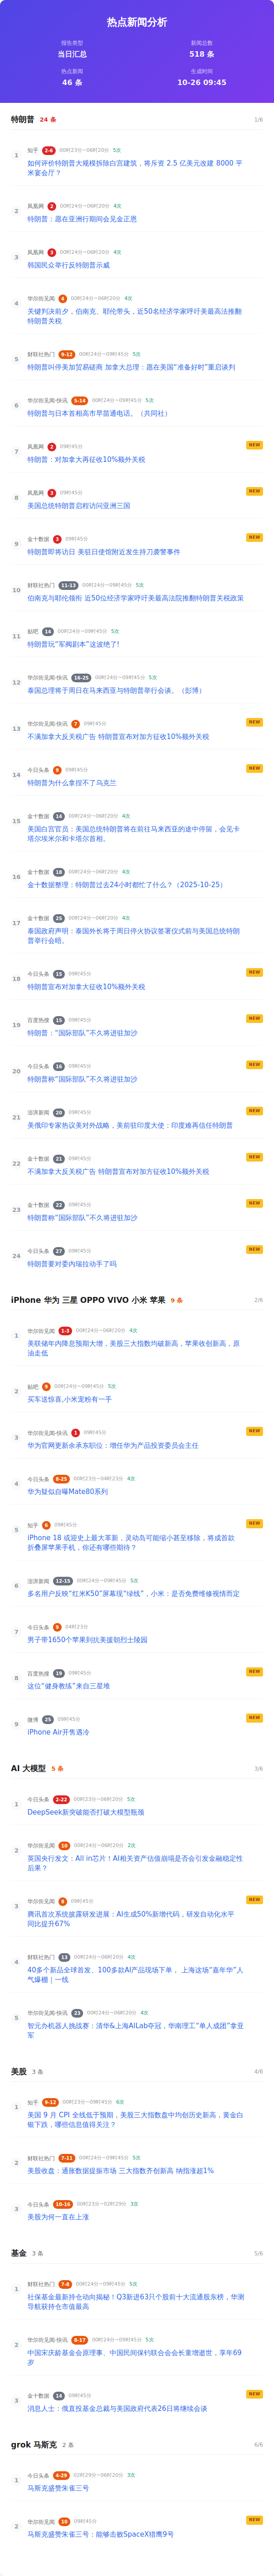 热点新闻分析
报告类型
新闻总数
当日汇总
518 条
热点新闻
生成时间
46 条
10-26 09:45
特朗普 24 条
1/6
1
知乎 2-6 00时23分~06时20分 5次
如何评价特朗普大规模拆除白宫建筑，将斥资 2.5 亿美元改建 8000 平
米宴会厅？
2
凤凰网 2 00时24分~06时20分 4次
特朗普：愿在亚洲行期间会见金正恩
3
凤凰网 3 00时24分~06时20分 4次
韩国民众举行反特朗普示威
4
华尔街见闻 4 00时24分~06时20分 4次
关键判决前夕，伯南克、耶伦带头，近50名经济学家呼吁美最高法推翻
特朗普关税
5
财联社热门 9-12 00时24分~09时45分 5次
特朗普叫停美加贸易磋商 加拿大总理：愿在美国“准备好时”重启谈判
6
华尔街见闻-快讯 5-14 00时24分~09时45分 5次
特朗普与日本首相高市早苗通电话。（共同社）
7
凤凰网 2 09时45分
NEW
特朗普：对加拿大再征收10%额外关税
8
凤凰网 3 09时45分
NEW
美国总统特朗普启程访问亚洲三国
9
金十数据 3 09时45分
NEW
特朗普即将访日 美驻日使馆附近发生持刀袭警事件
10
财联社热门 11-13 00时24分~09时45分 5次
伯南克与耶伦领衔 近50位经济学家呼吁美最高法院推翻特朗普关税政策
11
贴吧 14 00时24分~09时45分 5次
特朗普玩“军阀剧本”这波绝了!
12
华尔街见闻-快讯 16-25 00时24分~09时45分 5次
泰国总理将于周日在马来西亚与特朗普举行会谈。（彭博）
13
华尔街见闻-快讯 7 09时45分
NEW
不满加拿大反关税广告 特朗普宣布对加方征收10%额外关税
14
今日头条 9 09时45分
NEW
特朗普为什么拿捏不了乌克兰
15
金十数据 14 00时24分~06时20分 4次
美国白宫官员：美国总统特朗普将在前往马来西亚的途中停留，会见卡
塔尔埃米尔和卡塔尔首相。
16
金十数据 18 00时24分~06时20分 4次
金十数据整理：特朗普过去24小时都忙了什么？（2025-10-25）
17
金十数据 25 00时24分~06时20分 4次
泰国政府声明：泰国外长将于周日停火协议签署仪式前与美国总统特朗
普举行会晤。
18
今日头条 15 09时45分
NEW
特朗普宣布对加拿大征收10%额外关税
19
百度热搜 15 09时45分
NEW
特朗普：“国际部队”不久将进驻加沙
20
今日头条 16 09时45分
NEW
特朗普称“国际部队”不久将进驻加沙
21
澎湃新闻 20 09时45分
NEW
美俄印专家热议美对外战略，美前驻印度大使：印度难再信任特朗普
22
金十数据 21 09时45分
NEW
不满加拿大反关税广告 特朗普宣布对加方征收10%额外关税
23
金十数据 22 09时45分
NEW
特朗普称“国际部队”不久将进驻加沙
24
今日头条 27 09时45分
NEW
特朗普要对委内瑞拉动手了吗
iPhone 华为 三星 OPPO VIVO 小米 苹果 9 条
2/6
1
华尔街见闻 1-3 00时24分~06时20分 4次
美联储年内降息预期大增，美股三大指数均破新高，苹果收创新高，原
油走低
2
贴吧 9 00时24分~09时45分 5次
买车送惊喜,小米宠粉有一手
3
华尔街见闻-快讯 1 09时45分
NEW
华为官网更新余承东职位：增任华为产品投资委员会主任
4
今日头条 8-25 00时23分~04时23分 4次
华为疑似自曝Mate80系列
5
知乎 6 09时45分
NEW
iPhone 18 或迎史上最大革新，灵动岛可能缩小甚至移除，将成首款
折叠屏苹果手机，你还有哪些期待？
6
澎湃新闻 12-15 00时24分~09时45分 5次
多名用户反映“红米K50”屏幕现“绿线”，小米：是否免费维修视情而定
7
今日头条 9 04时23分
男子带1650个苹果到抗美援朝烈士陵园
8
百度热搜 19 09时45分
NEW
这位“健身教练”来自三星堆
9
微博 25 09时45分
NEW
iPhone Air开售遇冷
AI 大模型 5 条
3/6
1
今日头条 2-22 00时23分~06时20分 5次
DeepSeek新突破能否打破大模型瓶颈
2
华尔街见闻 10 00时24分~06时20分 2次
英国央行发文：All in芯片！AI相关资产估值崩塌是否会引发金融稳定性
后果？
3
华尔街见闻 8 09时45分
NEW
腾讯首次系统披露研发进展：AI生成50%新增代码，研发自动化水平
同比提升67%
4
财联社热门 13 00时24分~06时20分 4次
40多个新品全球首发、100多款AI产品现场下单， 上海这场“嘉年华”人
气爆棚｜一线
5
华尔街见闻-快讯 23 00时24分~06时20分 4次
智元办机器人挑战赛：清华&上海AILab夺冠，华南理工“单人成团”拿亚
军
美股 3 条
4/6
1
知乎 9-12 00时23分~09时45分 6次
美国 9 月 CPI 全线低于预期，美股三大指数盘中均创历史新高，黄金白
银下跌，哪些信息值得关注？
2
财联社热门 7-11 00时24分~09时45分 5次
美股收盘：通胀数据提振市场 三大指数齐创新高 纳指涨超1%
3
今日头条 10-16 00时23分~02时29分 3次
美股为何一直在上涨
基金 3 条
5/6
1
财联社热门 7-8 00时24分~09时45分 5次
社保基金最新持仓动向揭秘！Q3新进63只个股前十大流通股东榜，华测
导航获持仓市值最高
2
华尔街见闻-快讯 8-17 00时24分~09时45分 5次
中国宋庆龄基金会原理事、中国民间保钓联合会会长童增逝世，享年69
岁
3
金十数据 14 09时45分
NEW
消息人士：俄直投基金总裁与美国政府代表26日将继续会谈
grok 马斯克 2 条
6/6
1
今日头条 4-29 02时29分~06时20分 3次
马斯克盛赞朱雀三号
2
华尔街见闻 10 09时45分
NEW
马斯克盛赞朱雀三号：能够击败SpaceX猎鹰9号